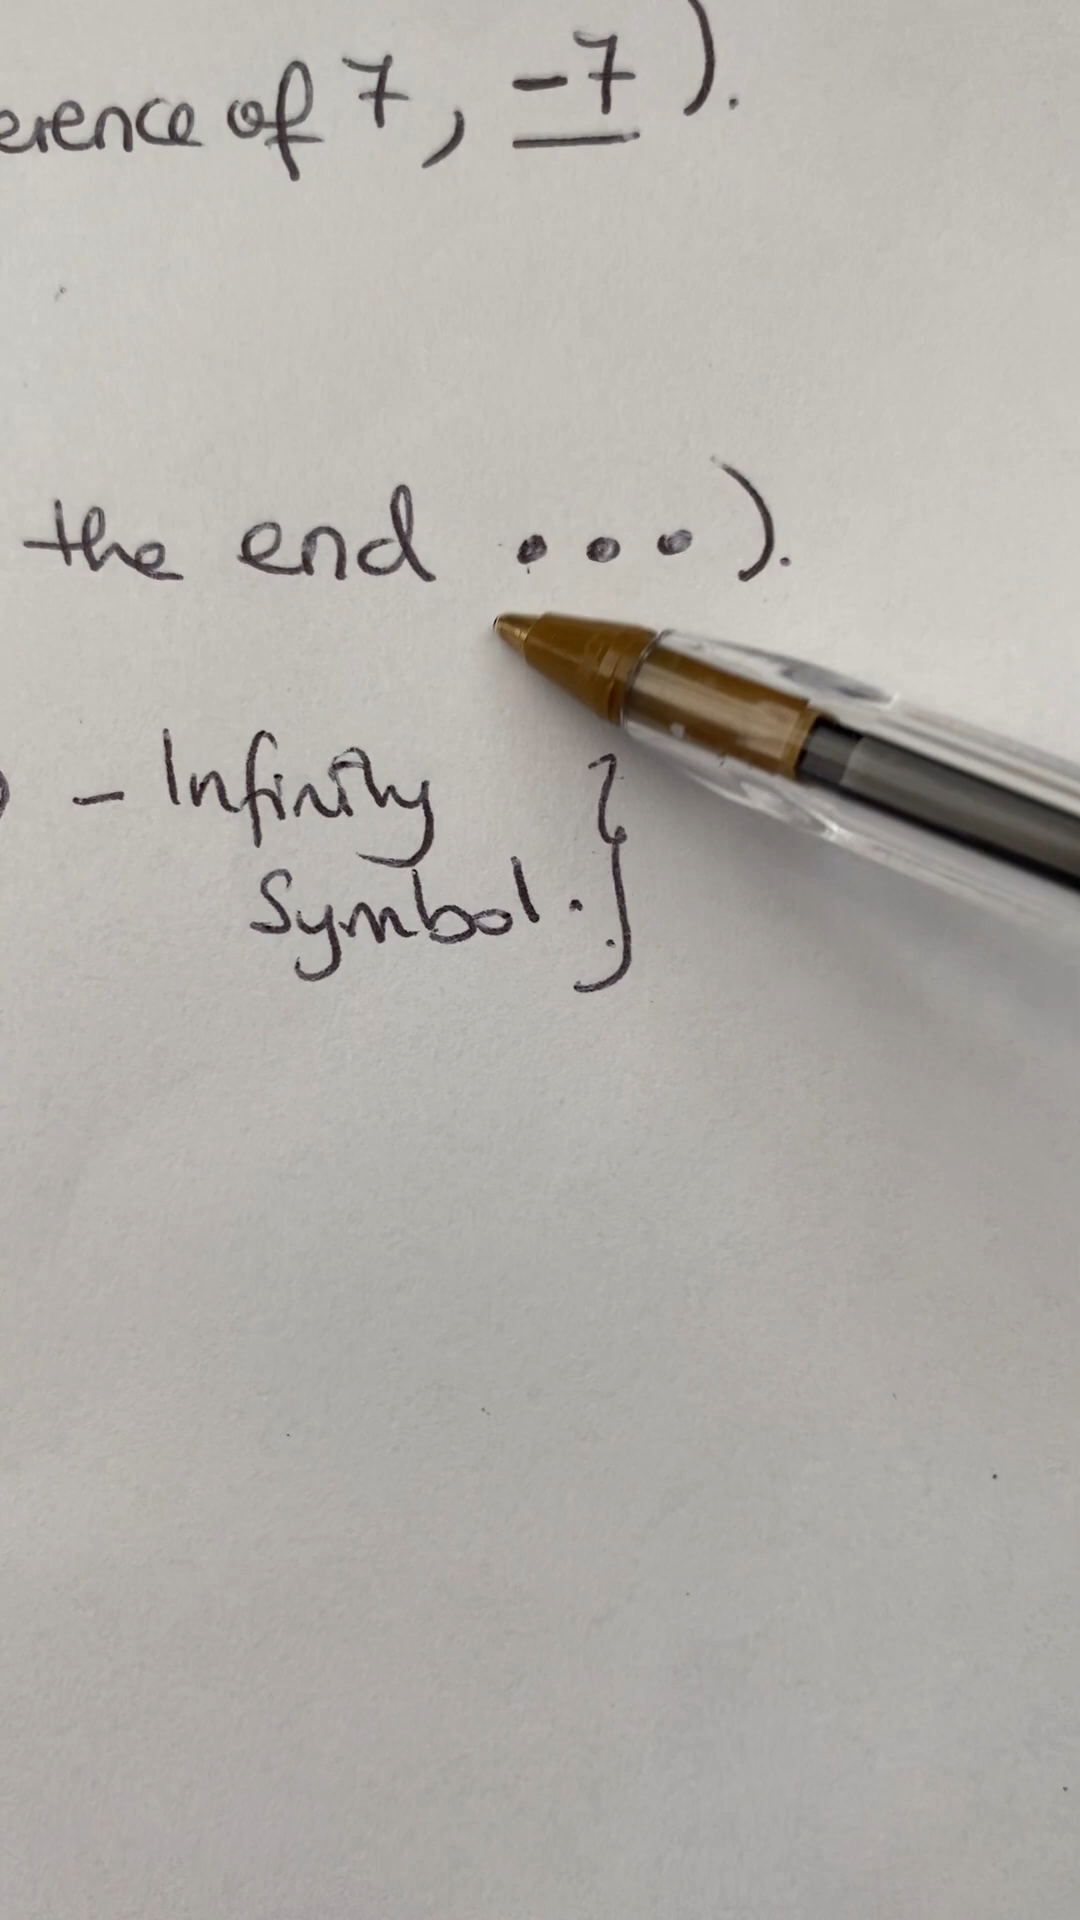 erence of 7, -7).
the end ...).
- Infinity
Symbol.}